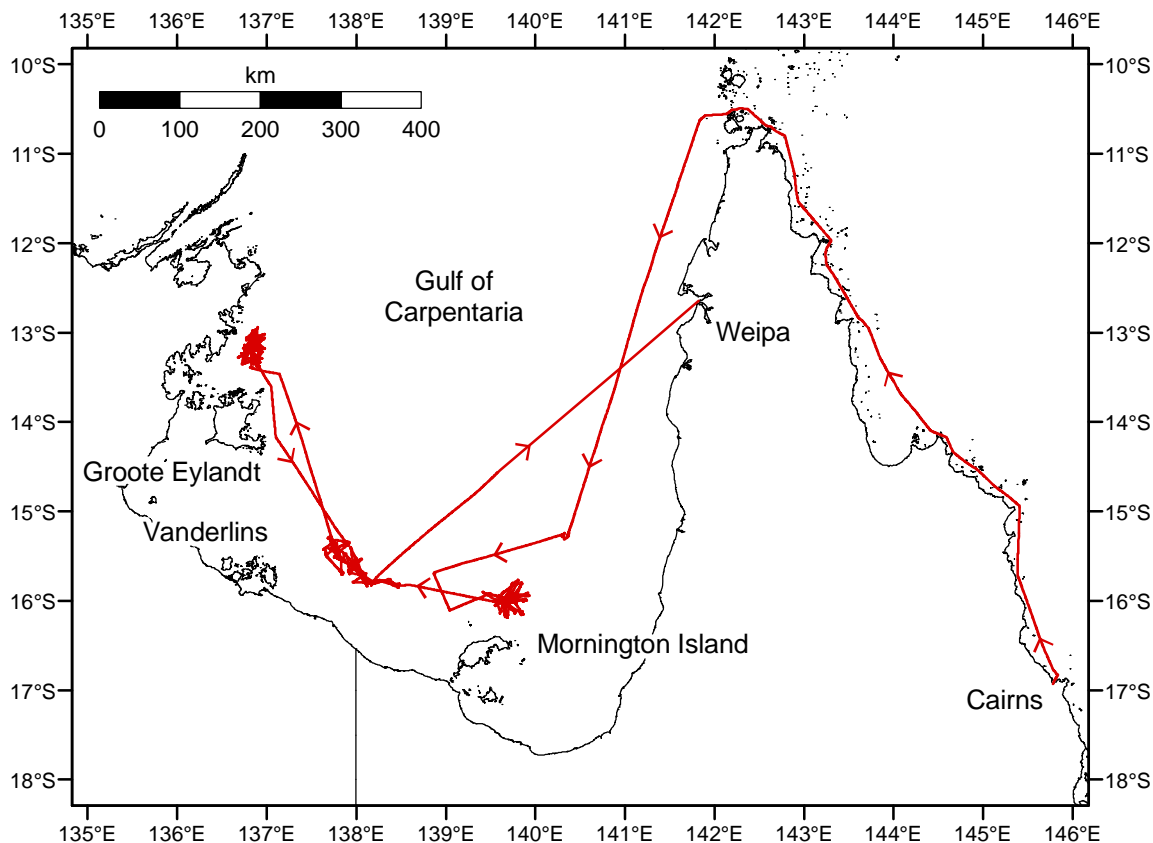 135°E 136°E 137°E 138°E 139°E 140°E 141°E 142°E 143°E 144°E 145°E 146°E
10°S 10°S
km
0 100 200 300 400
11°S 11°S
12°S 12°S
Gulf of
Carpentaria
13°S 13°S
Weipa
14°S 14°S
Groote Eylandt
15°S 15°S
Vanderlins
16°S 16°S
Mornington Island
17°S 17°S
Cairns
18°S 18°S
135°E 136°E 137°E 138°E 139°E 140°E 141°E 142°E 143°E 144°E 145°E 146°E